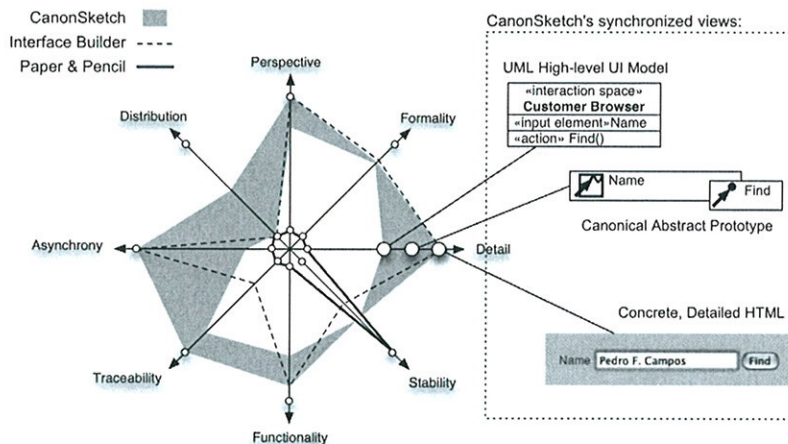 CanonSketch
Interface Builder
Paper & Pencil
Perspective
Distribution
Formality
Asynchrony
Detail
Traceability
Stability
Functionality
CanonSketch's synchronized views:
UML High-level UI Model
«interaction space»
Customer Browser
«input element»Name
«action» Find()
Name
Find
Canonical Abstract Prototype
Concrete, Detailed HTML
Name Pedro F. Campos Find